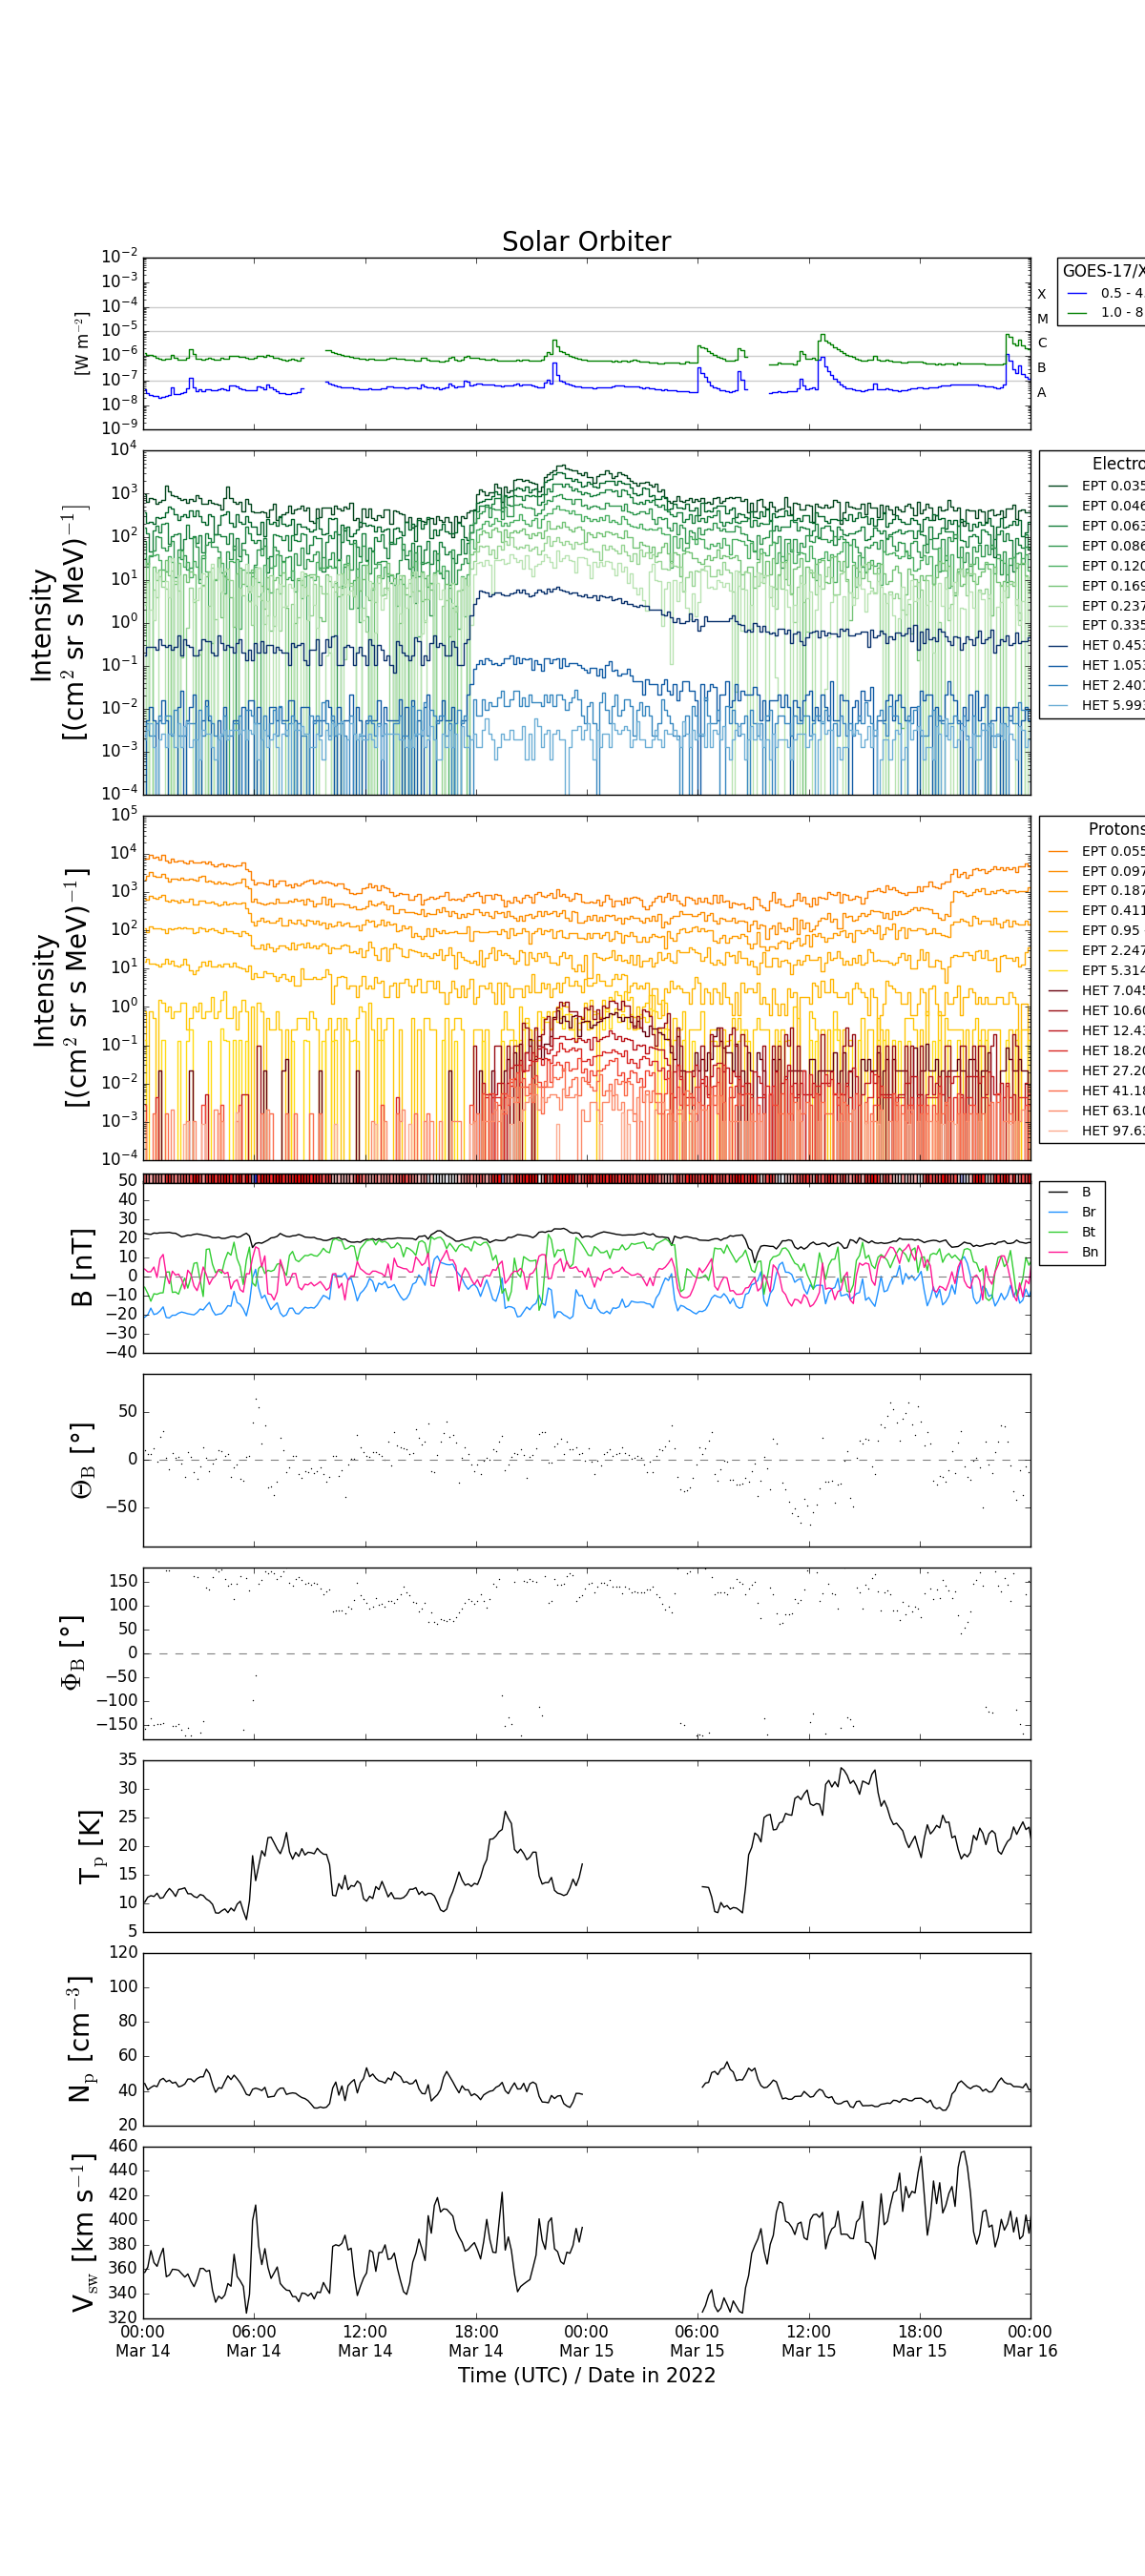 Solar Orbiter
10^-2
10^-3
10^-4
10^-5
10^-6
10^-7
10^-8
10^-9
[W m^-2]
X
M
C
B
A
GOES-17/X
0.5 - 4.
1.0 - 8
10^4
10^3
10^2
10^1
10^0
10^-1
10^-2
10^-3
10^-4
Intensity
[(cm^2 sr s MeV)^-1]
Electro
EPT 0.035
EPT 0.046
EPT 0.063
EPT 0.086
EPT 0.120
EPT 0.169
EPT 0.237
EPT 0.335
HET 0.453
HET 1.053
HET 2.401
HET 5.993
10^5
10^4
10^3
10^2
10^1
10^0
10^-1
10^-2
10^-3
10^-4
Intensity
[(cm^2 sr s MeV)^-1]
Protons
EPT 0.055
EPT 0.097
EPT 0.187
EPT 0.411
EPT 0.95
EPT 2.247
EPT 5.314
HET 7.045
HET 10.60
HET 12.43
HET 18.20
HET 27.20
HET 41.18
HET 63.10
HET 97.63
50
40
30
20
10
0
−10
−20
−30
−40
B [nT]
B
Br
Bt
Bn
50
0
−50
Θ_B [°]
150
100
50
0
−50
−100
−150
Φ_B [°]
35
30
25
20
15
10
5
T_p [K]
120
100
80
60
40
20
N_p [cm^-3]
460
440
420
400
380
360
340
320
V_sw [km s^-1]
00:00 06:00 12:00 18:00 00:00 06:00 12:00 18:00 00:00
Mar 14 Mar 14 Mar 14 Mar 14 Mar 15 Mar 15 Mar 15 Mar 15 Mar 16
Time (UTC) / Date in 2022